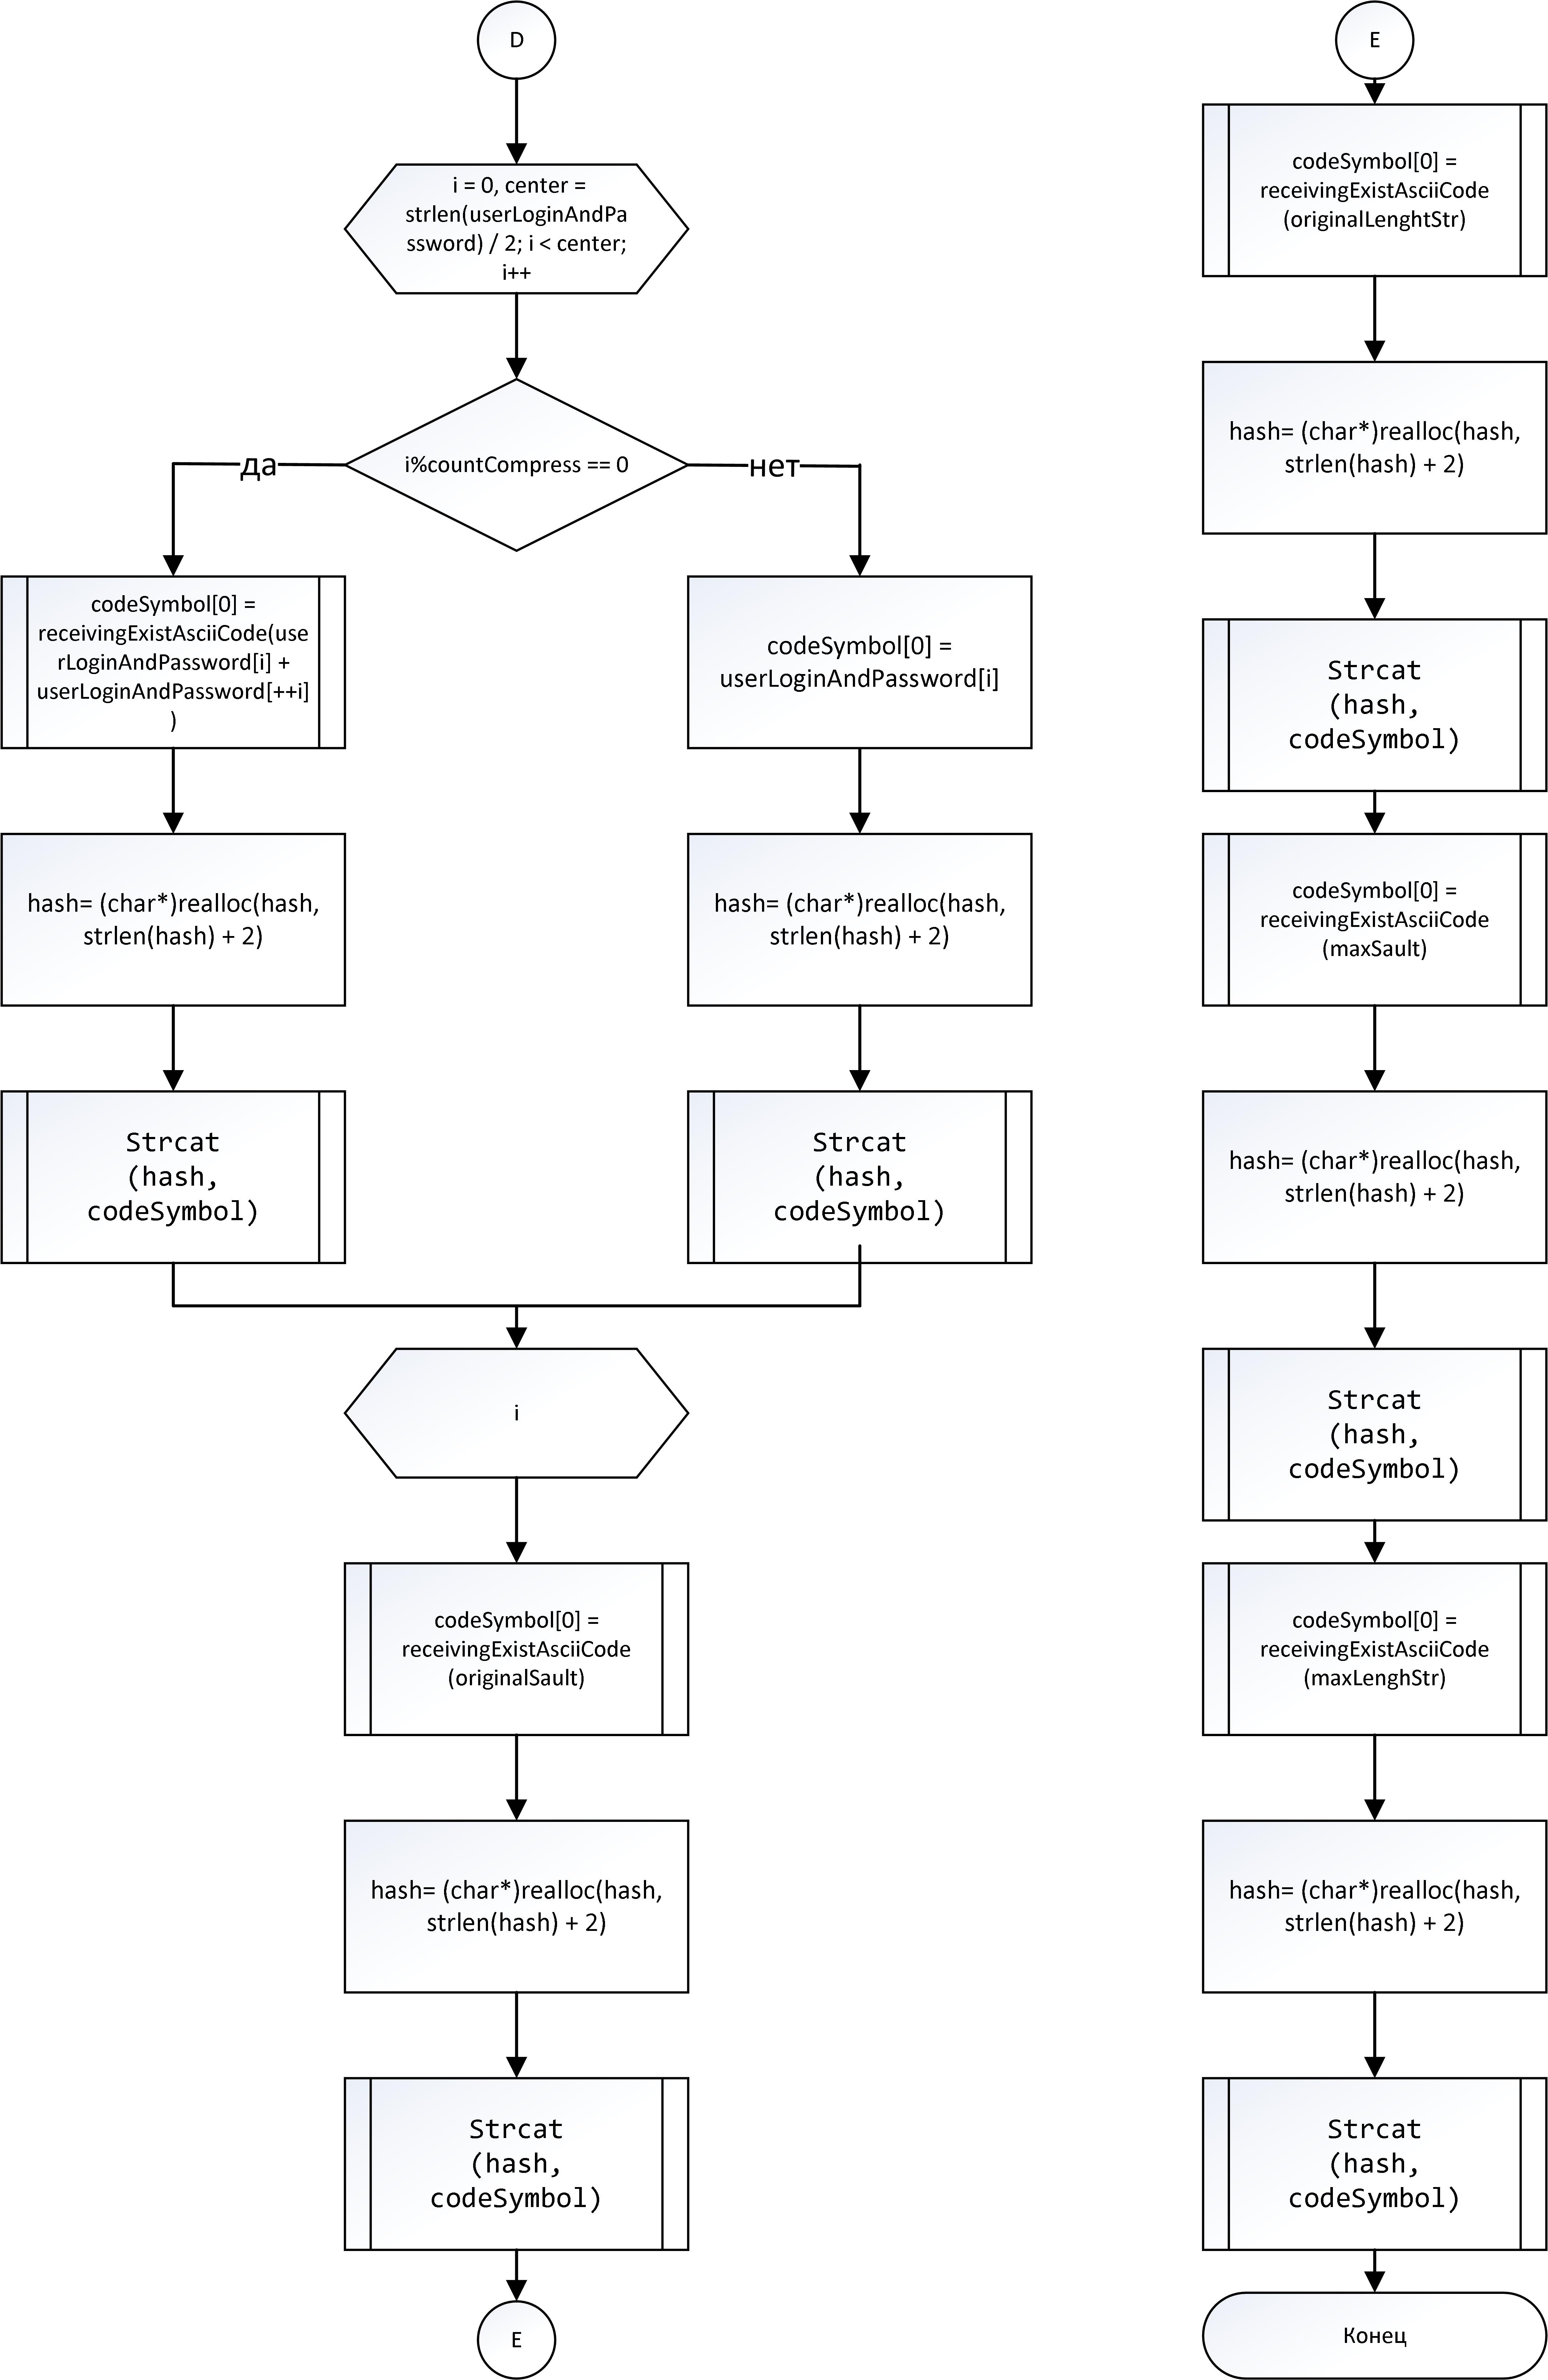 D
i = 0, center =
strlen(userLoginAndPa
ssword) / 2; i < center;
i++
i%countCompress == 0
да
нет
codeSymbol[0] =
receivingExistAsciiCode(use
rLoginAndPassword[i] +
userLoginAndPassword[++i]
)
codeSymbol[0] =
userLoginAndPassword[i]
hash= (char*)realloc(hash,
strlen(hash) + 2)
hash= (char*)realloc(hash,
strlen(hash) + 2)
Strcat
(hash,
codeSymbol)
Strcat
(hash,
codeSymbol)
i
codeSymbol[0] =
receivingExistAsciiCode
(originalSault)
hash= (char*)realloc(hash,
strlen(hash) + 2)
Strcat
(hash,
codeSymbol)
E
E
codeSymbol[0] =
receivingExistAsciiCode
(originalLenghtStr)
hash= (char*)realloc(hash,
strlen(hash) + 2)
Strcat
(hash,
codeSymbol)
codeSymbol[0] =
receivingExistAsciiCode
(maxSault)
hash= (char*)realloc(hash,
strlen(hash) + 2)
Strcat
(hash,
codeSymbol)
codeSymbol[0] =
receivingExistAsciiCode
(maxLenghStr)
hash= (char*)realloc(hash,
strlen(hash) + 2)
Strcat
(hash,
codeSymbol)
Конец